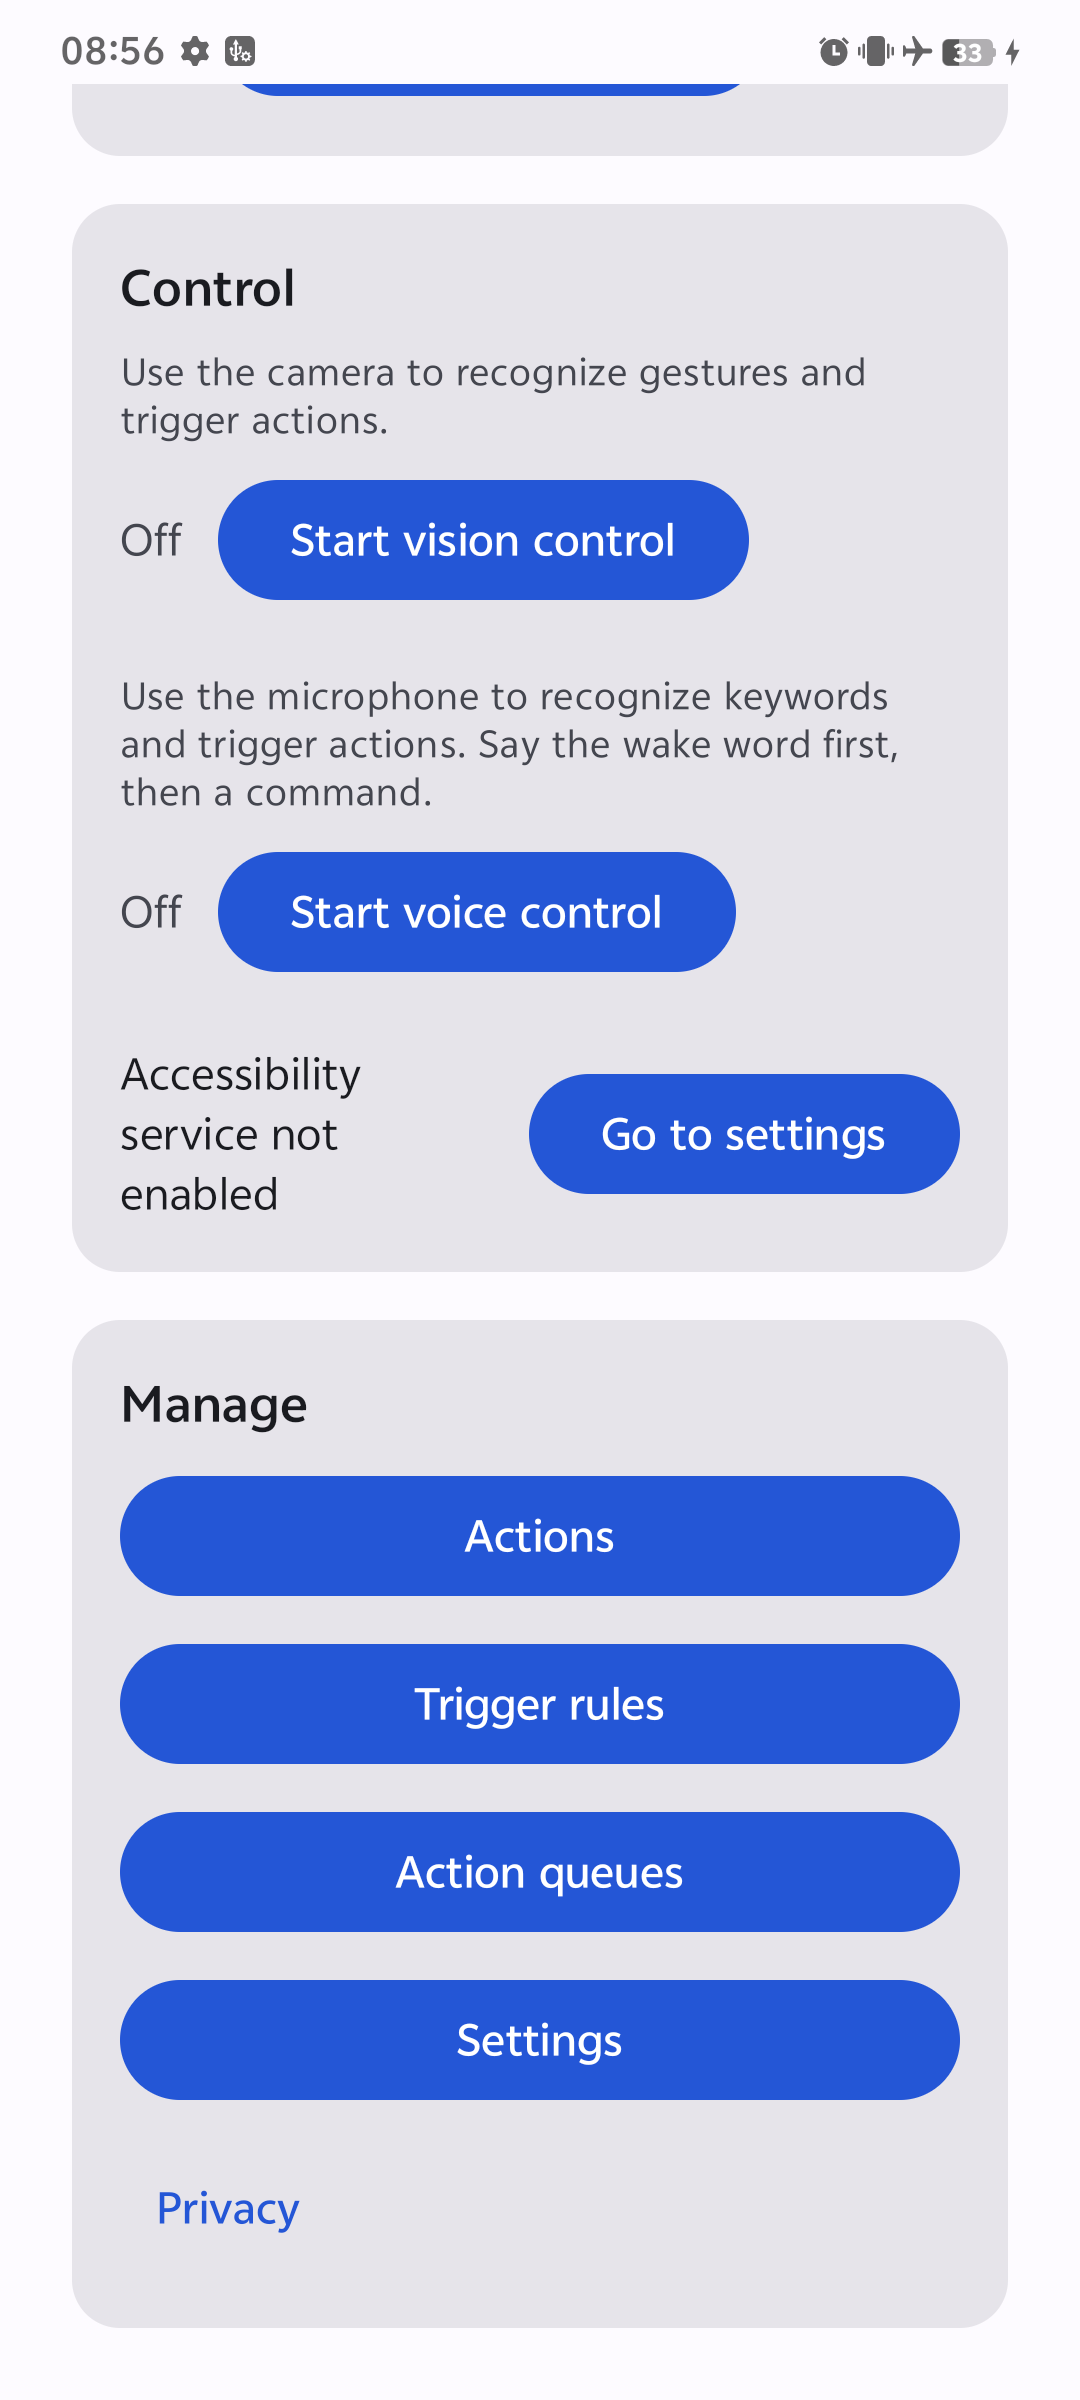 08:56
33
Control
Use the camera to recognize gestures and
trigger actions.
Off
Start vision control
Use the microphone to recognize keywords
and trigger actions. Say the wake word first,
then a command.
Off
Start voice control
Accessibility
service not
enabled
Go to settings
Manage
Actions
Trigger rules
Action queues
Settings
Privacy